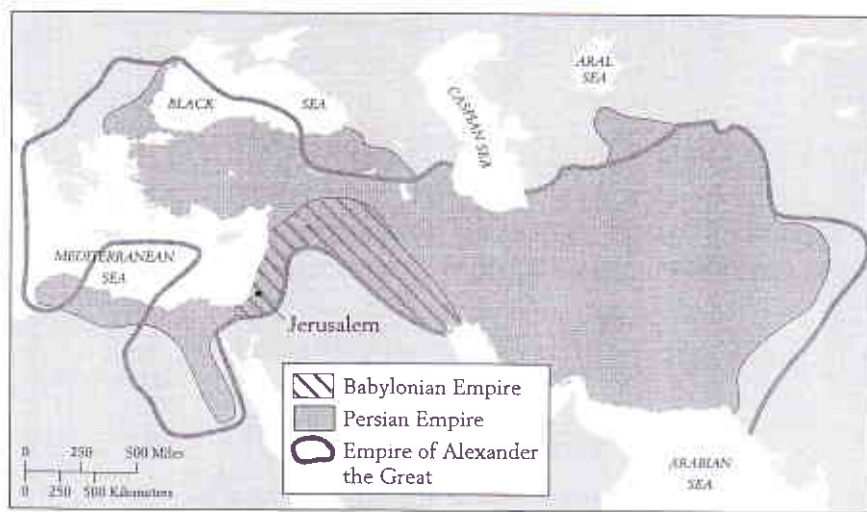 ARAL
SEA
BLACK SEA
CASPIAN SEA
MEDITERRANEAN
SEA
Jerusalem
Babylonian Empire
Persian Empire
Empire of Alexander
the Great
0 250 500 Miles
0 250 500 Kilometers
ARABIAN
SEA